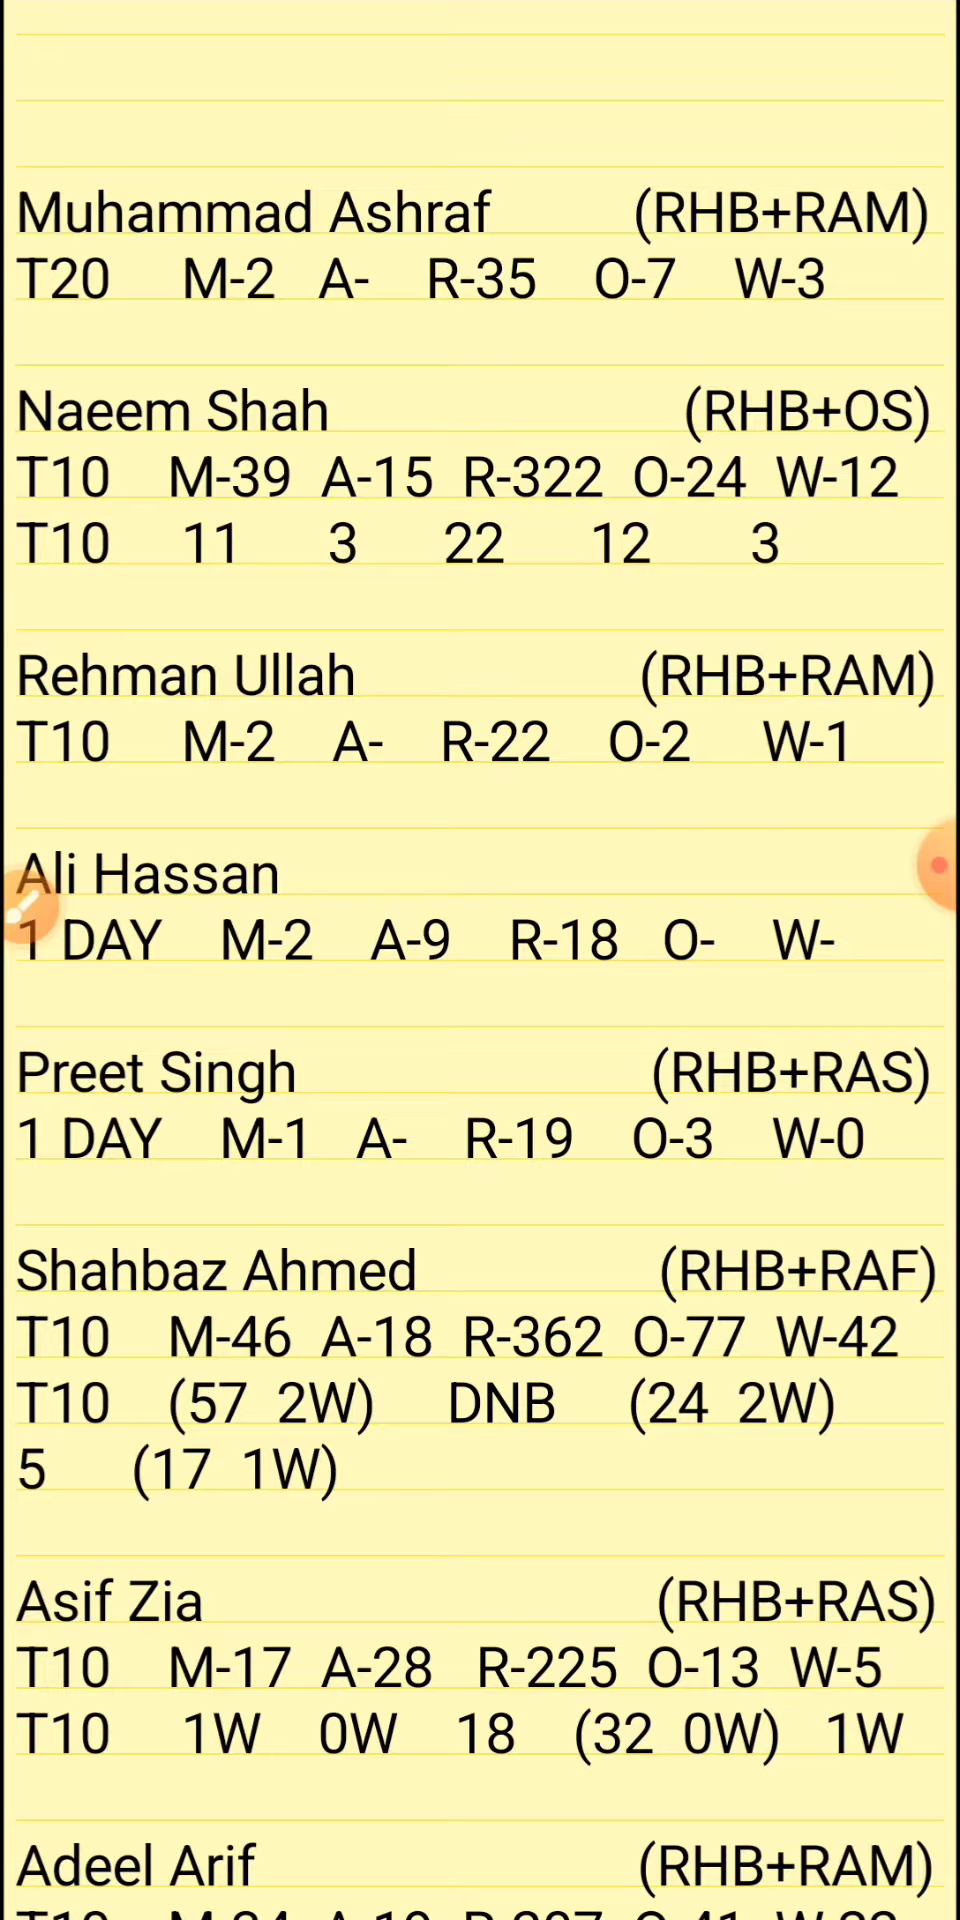 Muhammad Ashraf (RHB+RAM)
T20 M-2 A- R-35 O-7 W-3
Naeem Shah (RHB+OS)
T10 M-39 A-15 R-322 O-24 W-12
T10 11 3 22 12 3
Rehman Ullah (RHB+RAM)
T10 M-2 A- R-22 O-2 W-1
Ali Hassan
1 DAY M-2 A-9 R-18 O- W-
Preet Singh (RHB+RAS)
1 DAY M-1 A- R-19 O-3 W-0
Shahbaz Ahmed (RHB+RAF)
T10 M-46 A-18 R-362 O-77 W-42
T10 (57 2W) DNB (24 2W)
5 (17 1W)
Asif Zia (RHB+RAS)
T10 M-17 A-28 R-225 O-13 W-5
T10 1W 0W 18 (32 0W) 1W
Adeel Arif (RHB+RAM)